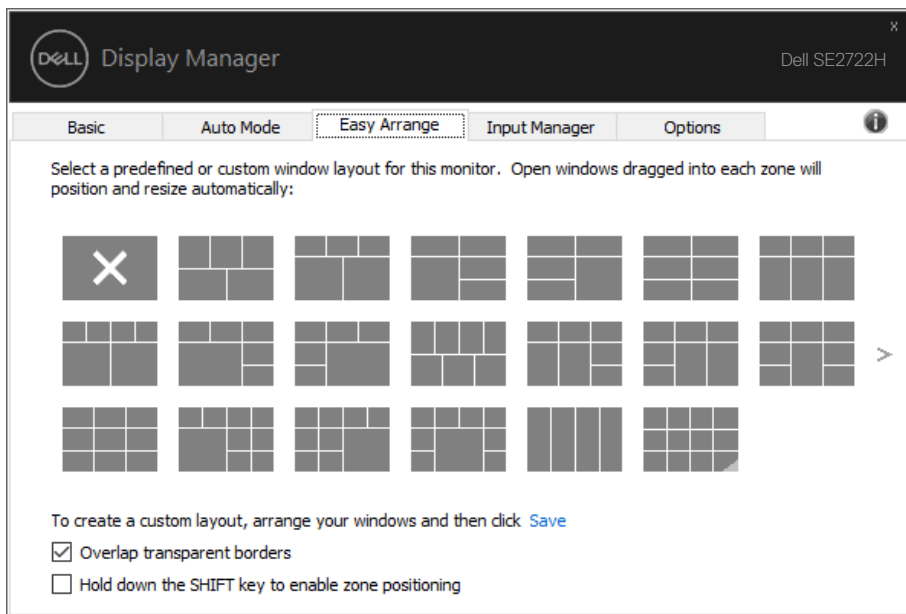 x
DELL Display Manager
Dell SE2722H
Basic Auto Mode Easy Arrange Input Manager Options
Select a predefined or custom window layout for this monitor. Open windows dragged into each zone will
position and resize automatically:
To create a custom layout, arrange your windows and then click Save
Overlap transparent borders
Hold down the SHIFT key to enable zone positioning